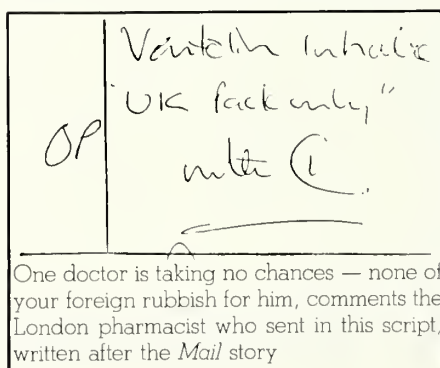 Ventolin Inhaler
"UK Pack only"
OP
mitte (1).
One doctor is taking no chances — none of
your foreign rubbish for him, comments the
London pharmacist who sent in this script,
written after the Mail story